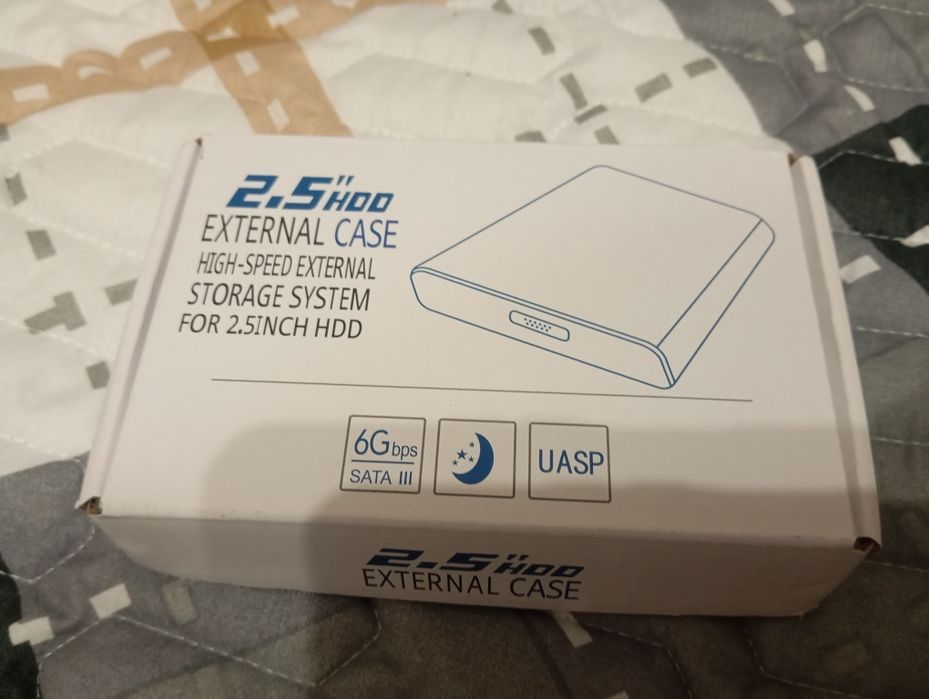 2.5" HDD
EXTERNAL CASE
HIGH-SPEED EXTERNAL
STORAGE SYSTEM
FOR 2.5INCH HDD
6Gbps
SATA III
UASP
2.5" HDD
EXTERNAL CASE